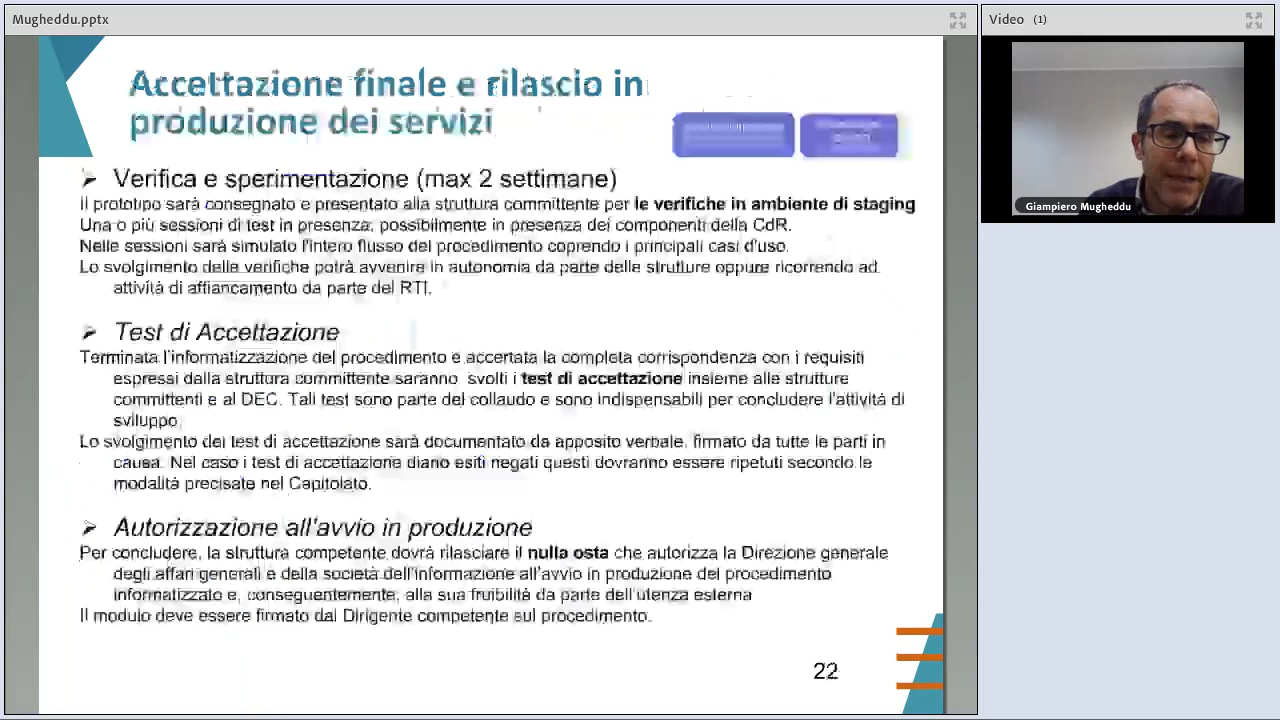 Mugheddu.pptx
Video (1)
Accettazione finale e rilascio in
produzione dei servizi
Verifica e sperimentazione (max 2 settimane)
Il prototipo sarà consegnato e presentato alla struttura committente per le verifiche in ambiente di staging
Una o più sessioni di test in presenza, possibilmente in presenza dei componenti della CdR.
Nelle sessioni sarà simulato l'intero flusso del procedimento coprendo i principali casi d'uso.
Lo svolgimento delle verifiche potrà avvenire in autonomia da parte delle strutture oppure ricorrendo ad
attività di affiancamento da parte del RTI.
Test di Accettazione
Terminata l'informatizzazione del procedimento e accertata la completa corrispondenza con i requisiti
espressi dalla struttura committente saranno svolti i test di accettazione insieme alle strutture
committenti e al DEC. Tali test sono parte del collaudo e sono indispensabili per concludere l'attività di
sviluppo.
Lo svolgimento dei test di accettazione sarà documentato da apposito verbale, firmato da tutte le parti in
causa. Nel caso i test di accettazione diano esiti negati questi dovranno essere ripetuti secondo le
modalità precisate nel Capitolato.
Autorizzazione all'avvio in produzione
Per concludere, la struttura competente dovrà rilasciare il nulla osta che autorizza la Direzione generale
degli affari generali e della società dell'informazione all'avvio in produzione del procedimento
informatizzato e, conseguentemente, alla sua fruibilità da parte dell'utenza esterna
Il modulo deve essere firmato dal Dirigente competente sul procedimento.
22
Giampiero Mugheddu